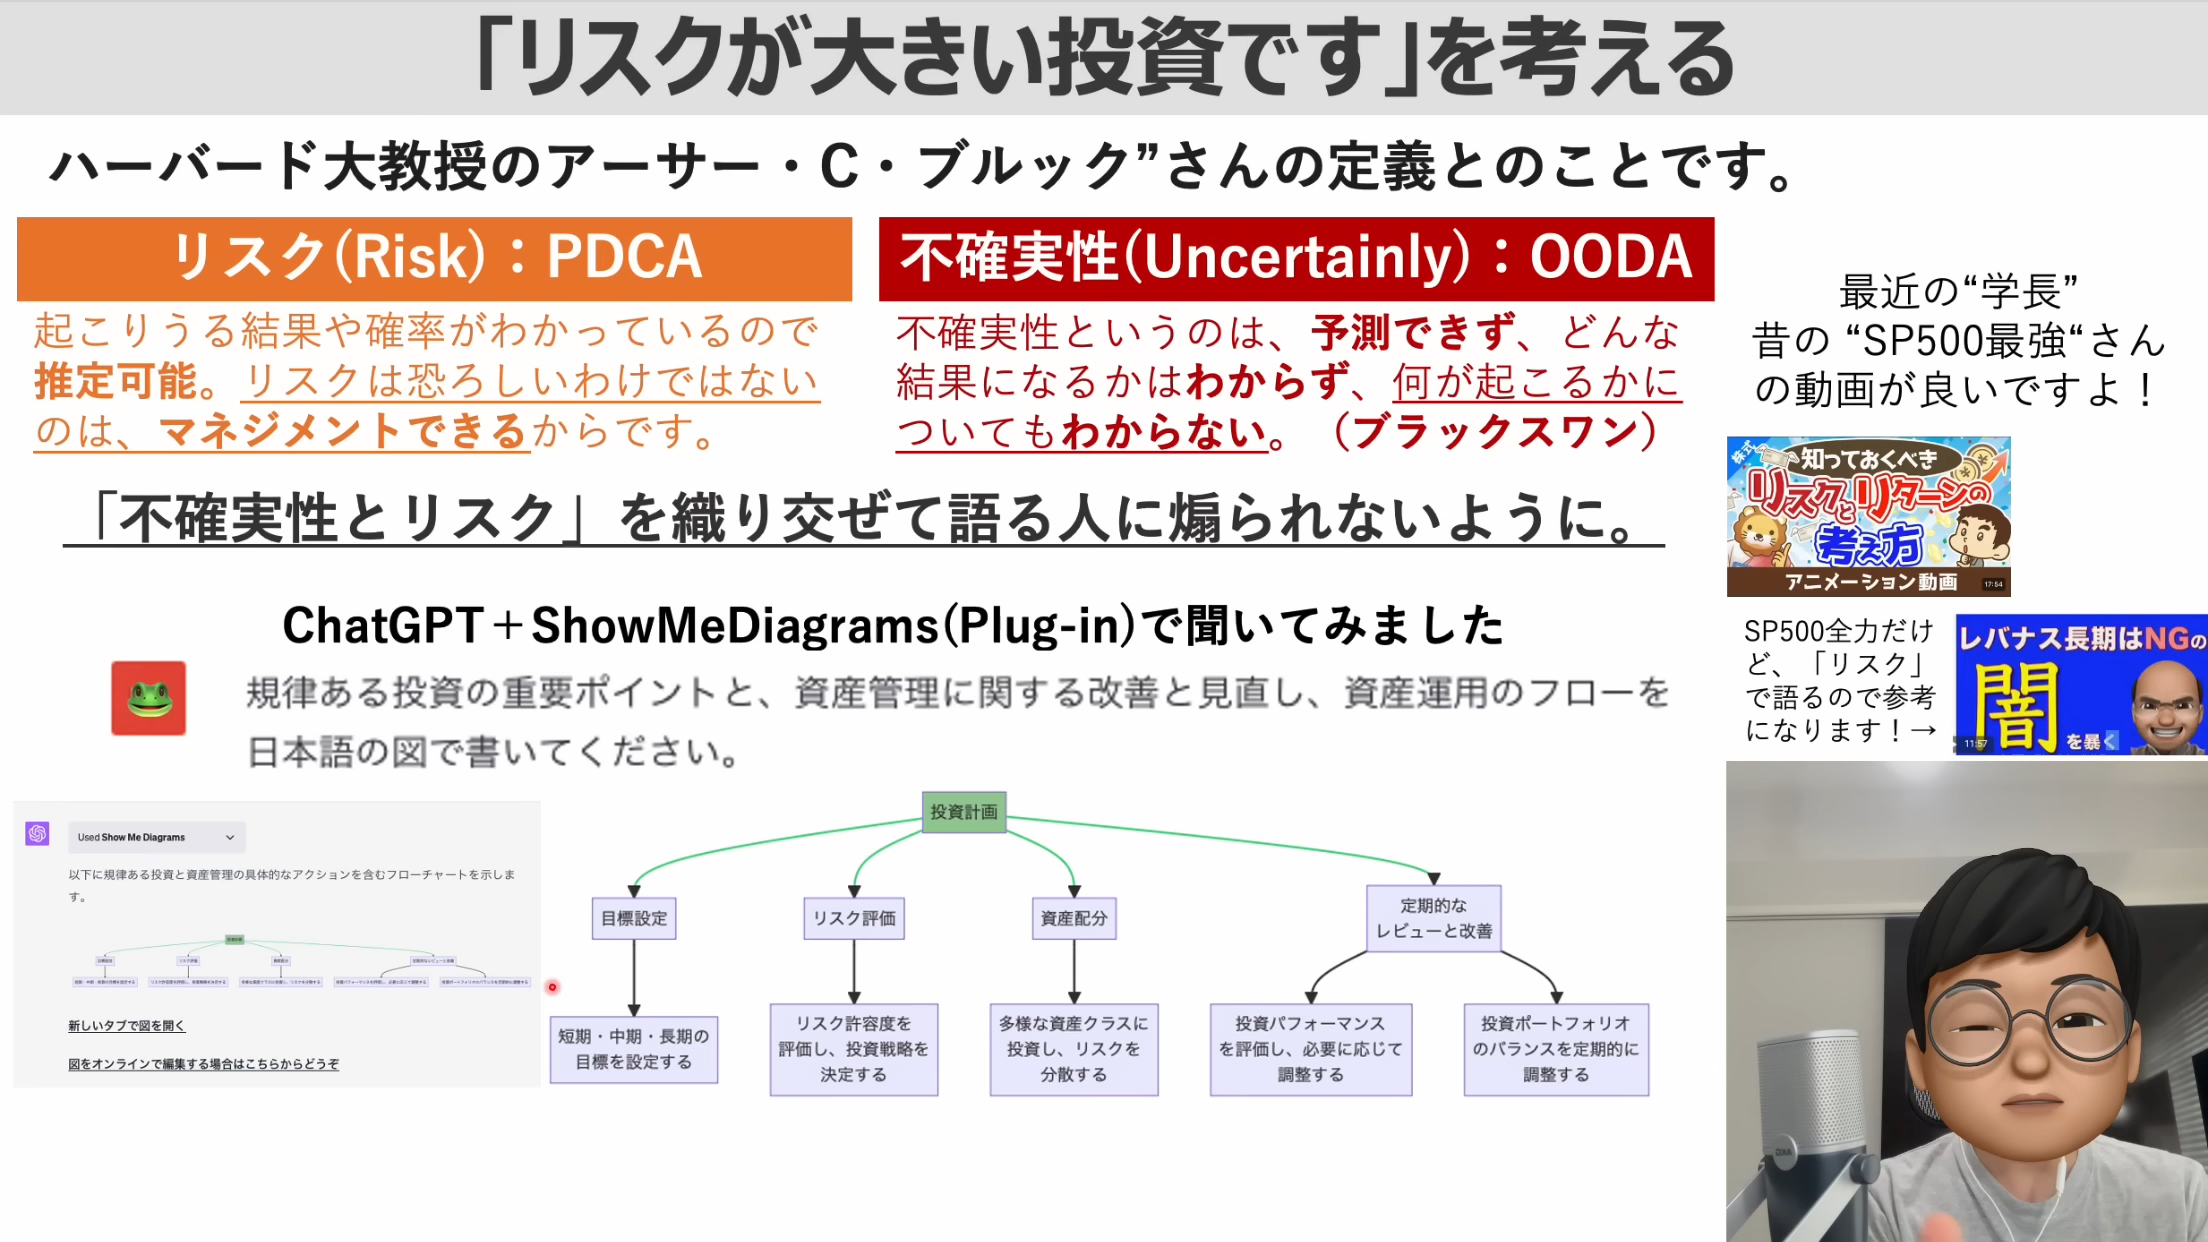 「リスクが大きい投資です」を考える
ハーバード大教授のアーサー・C・ブルック”さんの定義とのことです。
リスク(Risk)：PDCA
起こりうる結果や確率がわかっているので
推定可能。リスクは恐ろしいわけではない
のは、マネジメントできるからです。
不確実性(Uncertainly)：OODA
不確実性というのは、予測できず、どんな
結果になるかはわからず、何が起こるかに
ついてもわからない。（ブラックスワン）
「不確実性とリスク」を織り交ぜて語る人に煽られないように。
最近の“学長”
昔の “SP500最強“さん
の動画が良いですよ！
株式
知っておくべき
リスクとリターンの
考え方
アニメーション動画
17:54
SP500全力だけ
ど、「リスク」
で語るので参考
になります！→
レバナス長期はNGの
闇
を暴く
11:57
ChatGPT＋ShowMeDiagrams(Plug-in)で聞いてみました
規律ある投資の重要ポイントと、資産管理に関する改善と見直し、資産運用のフローを
日本語の図で書いてください。
Used Show Me Diagrams
以下に規律ある投資と資産管理の具体的なアクションを含むフローチャートを示しま
す。
新しいタブで図を開く
図をオンラインで編集する場合はこちらからどうぞ
投資計画
目標設定
リスク評価
資産配分
定期的な
レビューと改善
短期・中期・長期の
目標を設定する
リスク許容度を
評価し、投資戦略を
決定する
多様な資産クラスに
投資し、リスクを
分散する
投資パフォーマンス
を評価し、必要に応じて
調整する
投資ポートフォリオ
のバランスを定期的に
調整する